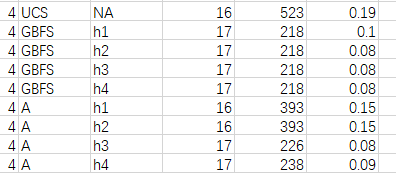 4 UCS NA 16 523 0.19
4 GBFS h1 17 218 0.1
4 GBFS h2 17 218 0.08
4 GBFS h3 17 218 0.08
4 GBFS h4 17 218 0.08
4 A h1 16 393 0.15
4 A h2 16 393 0.15
4 A h3 17 226 0.08
4 A h4 17 238 0.09